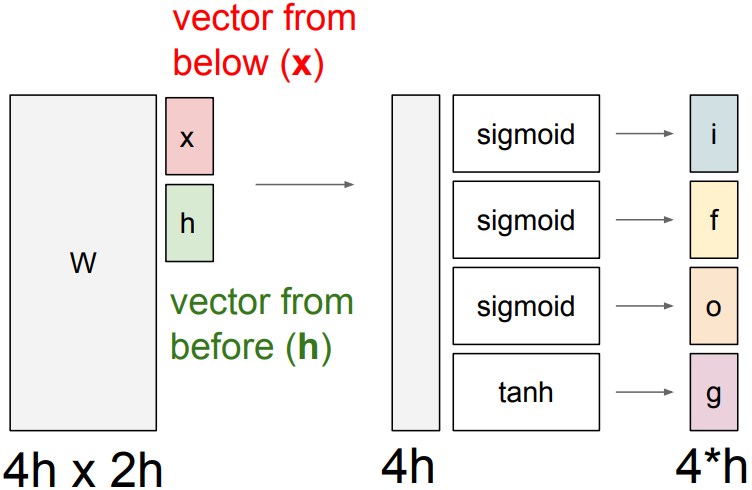 vector from
below (x)
x
h
W
vector from
before (h)
4h x 2h
sigmoid
sigmoid
sigmoid
tanh
4h
i
f
o
g
4*h